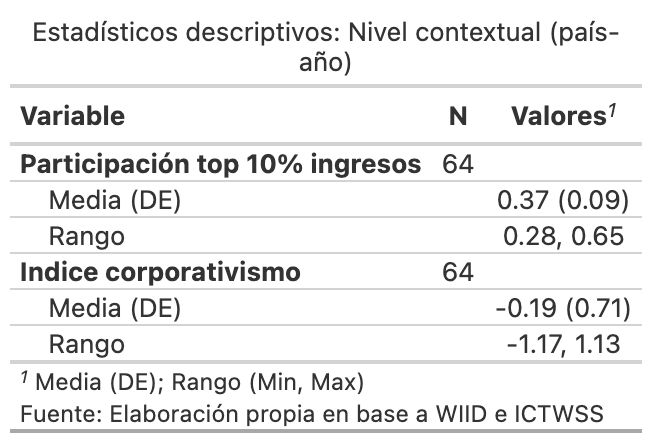 Estadísticos descriptivos: Nivel contextual (país-
año)
Variable N Valores¹
Participación top 10% ingresos 64
Media (DE) 0.37 (0.09)
Rango 0.28, 0.65
Indice corporativismo 64
Media (DE) -0.19 (0.71)
Rango -1.17, 1.13
¹ Media (DE); Rango (Min, Max)
Fuente: Elaboración propia en base a WIID e ICTWSS